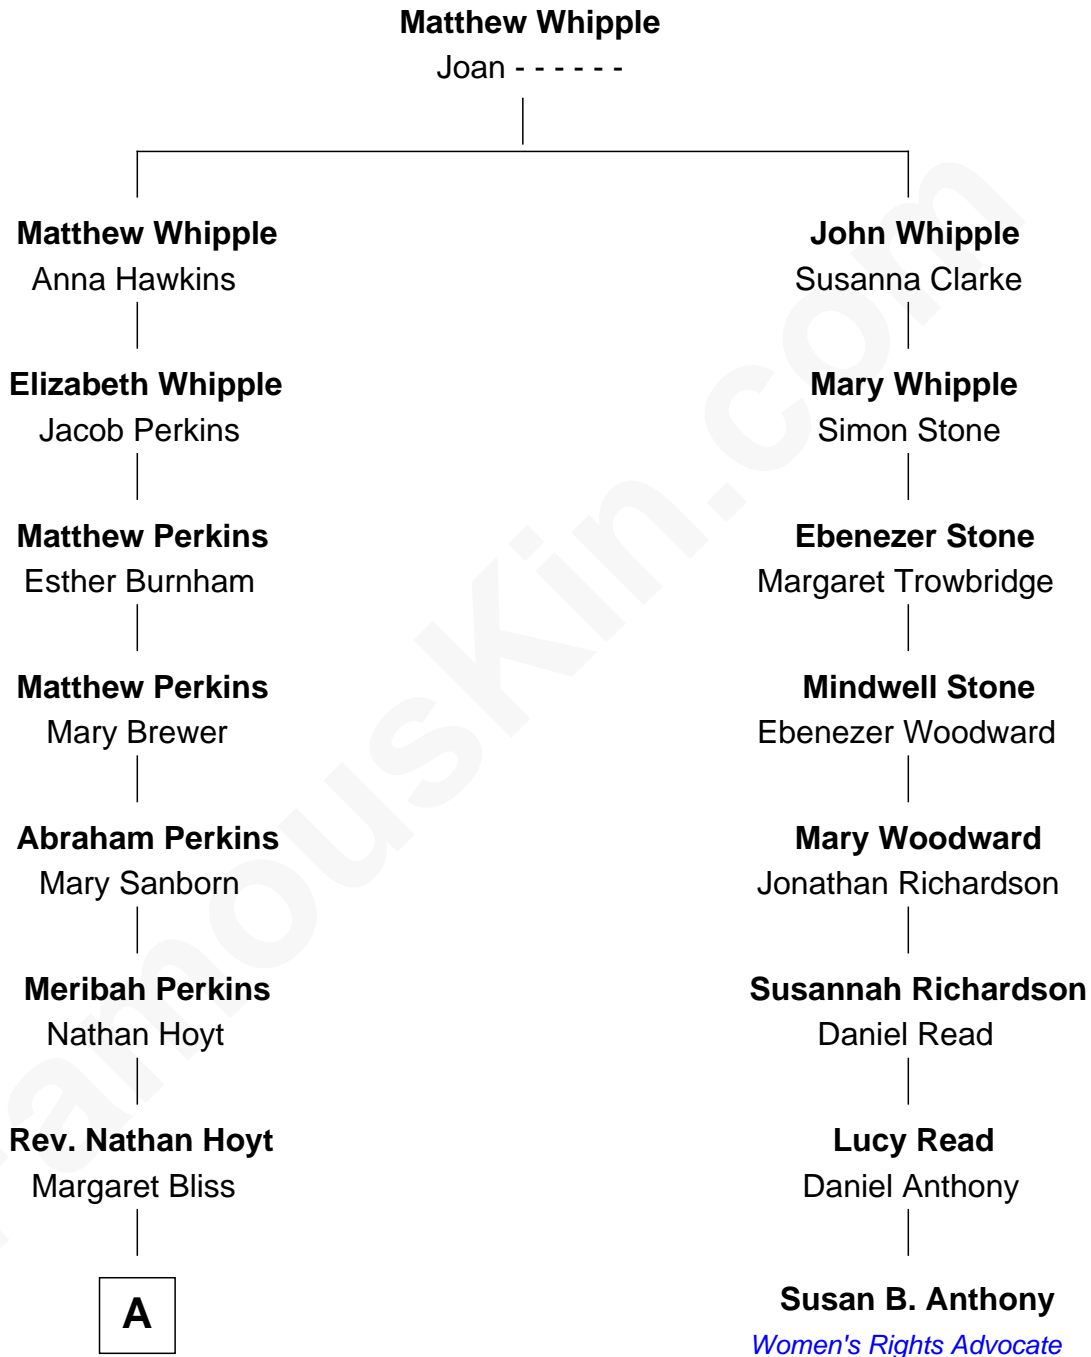 Matthew Whipple
Joan - - - - - -
Matthew Whipple
Anna Hawkins
John Whipple
Susanna Clarke
Elizabeth Whipple
Jacob Perkins
Mary Whipple
Simon Stone
Matthew Perkins
Esther Burnham
Ebenezer Stone
Margaret Trowbridge
Matthew Perkins
Mary Brewer
Mindwell Stone
Ebenezer Woodward
Abraham Perkins
Mary Sanborn
Mary Woodward
Jonathan Richardson
Meribah Perkins
Nathan Hoyt
Susannah Richardson
Daniel Read
Rev. Nathan Hoyt
Margaret Bliss
Lucy Read
Daniel Anthony
A
Susan B. Anthony
Women's Rights Advocate
FamousKin.com